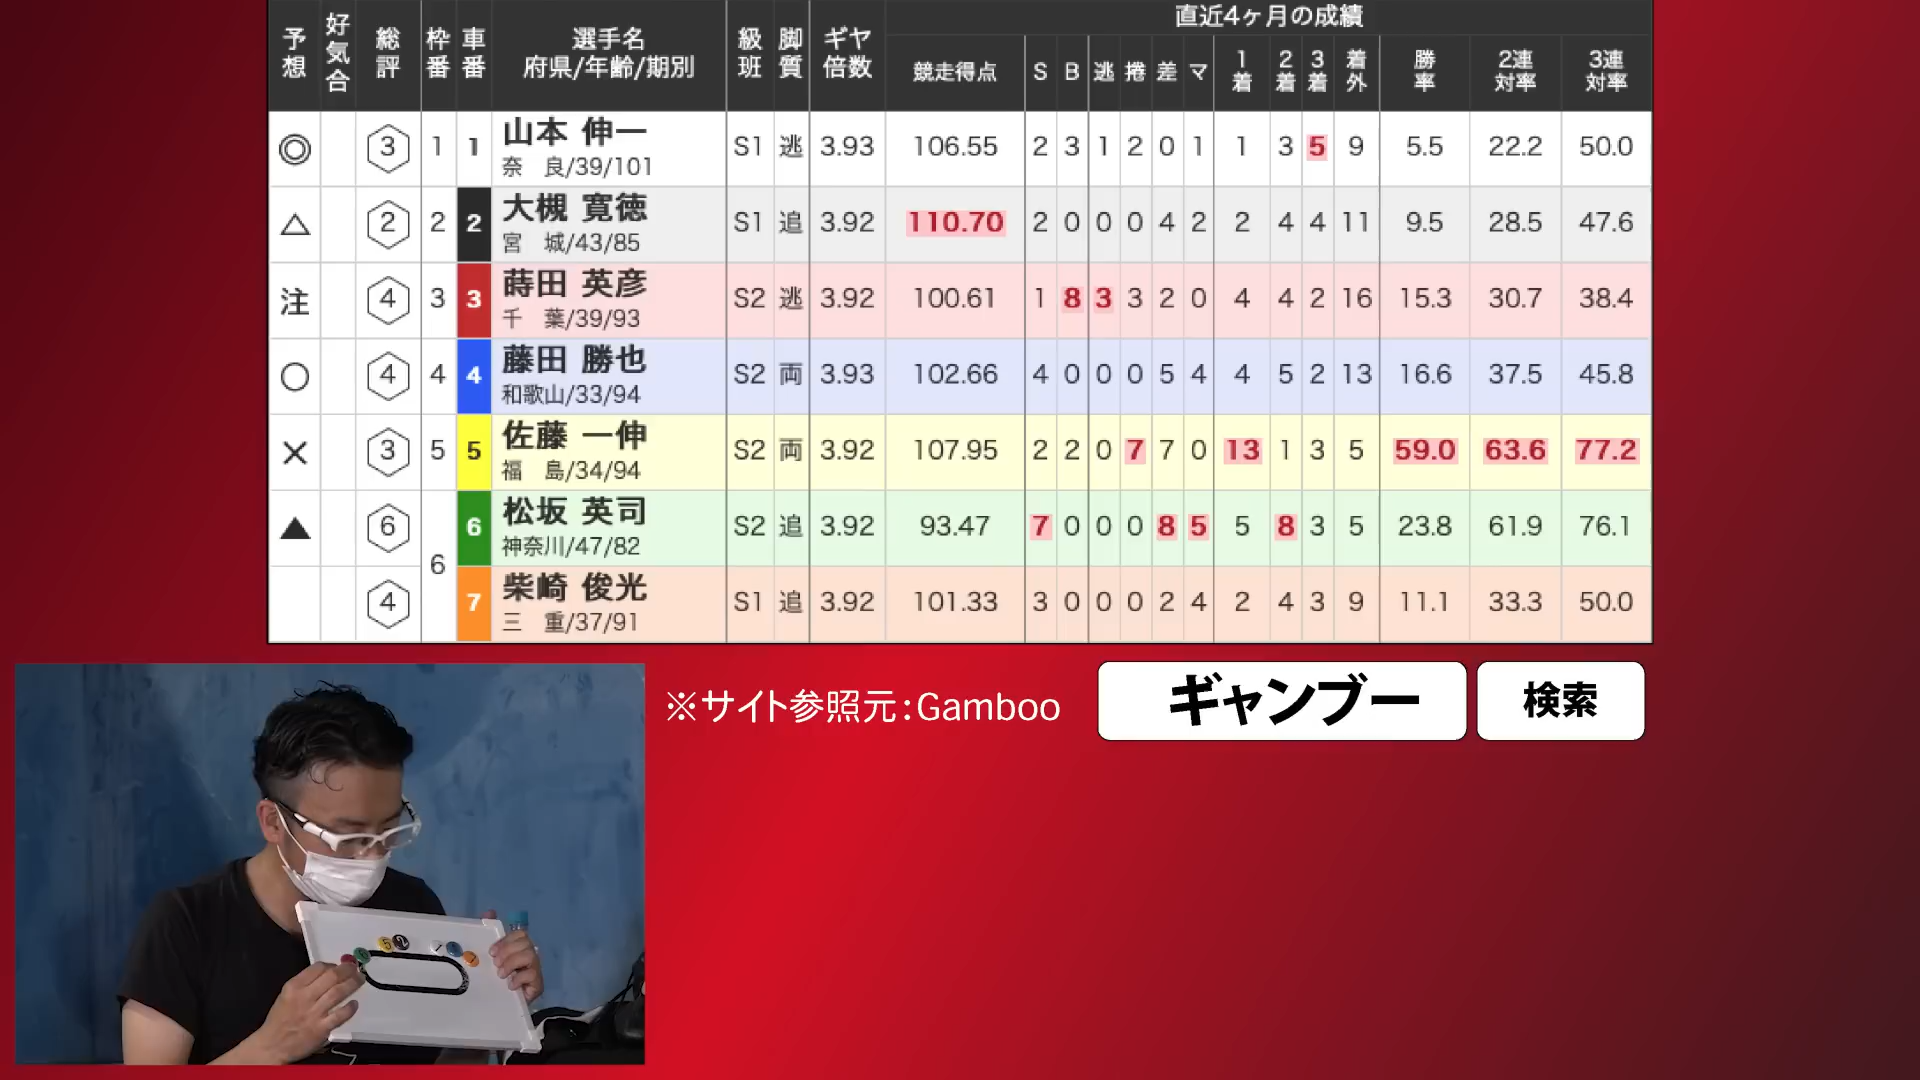 予想 好気合 総評 枠番 車番 選手名 府県/年齢/期別 級班 脚質 ギヤ倍数 直近4ヶ月の成績
競走得点 S B 逃 捲 差 マ 1着 2着 3着 着外 勝率 2連対率 3連対率
◎ 3 1 1 山本 伸一 S1 逃 3.93 106.55 2 3 1 2 0 1 1 3 5 9 5.5 22.2 50.0
奈 良/39/101
△ 2 2 2 大槻 寛徳 S1 追 3.92 110.70 2 0 0 0 4 2 2 4 4 11 9.5 28.5 47.6
宮 城/43/85
注 4 3 3 蒔田 英彦 S2 逃 3.92 100.61 1 8 3 3 2 0 4 4 2 16 15.3 30.7 38.4
千 葉/39/93
○ 4 4 4 藤田 勝也 S2 両 3.93 102.66 4 0 0 0 5 4 4 5 2 13 16.6 37.5 45.8
和歌山/33/94
× 3 5 5 佐藤 一伸 S2 両 3.92 107.95 2 2 0 7 7 0 13 1 3 5 59.0 63.6 77.2
福 島/34/94
▲ 6 6 6 松坂 英司 S2 追 3.92 93.47 7 0 0 0 8 5 5 8 3 5 23.8 61.9 76.1
神奈川/47/82
4 7 柴崎 俊光 S1 追 3.92 101.33 3 0 0 0 2 4 2 4 3 9 11.1 33.3 50.0
三 重/37/91
※サイト参照元：Gamboo
ギャンブー 検索
5 2 1